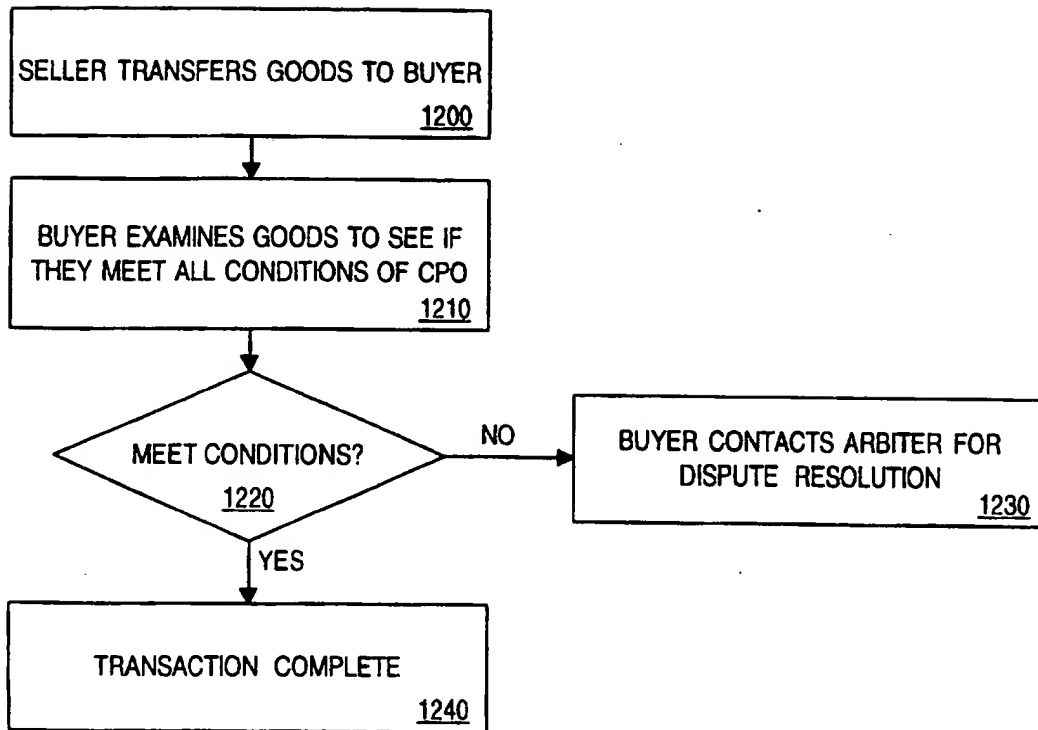 SELLER TRANSFERS GOODS TO BUYER
1200
BUYER EXAMINES GOODS TO SEE IF
THEY MEET ALL CONDITIONS OF CPO
1210
MEET CONDITIONS?
1220
NO
BUYER CONTACTS ARBITER FOR
DISPUTE RESOLUTION
1230
YES
TRANSACTION COMPLETE
1240